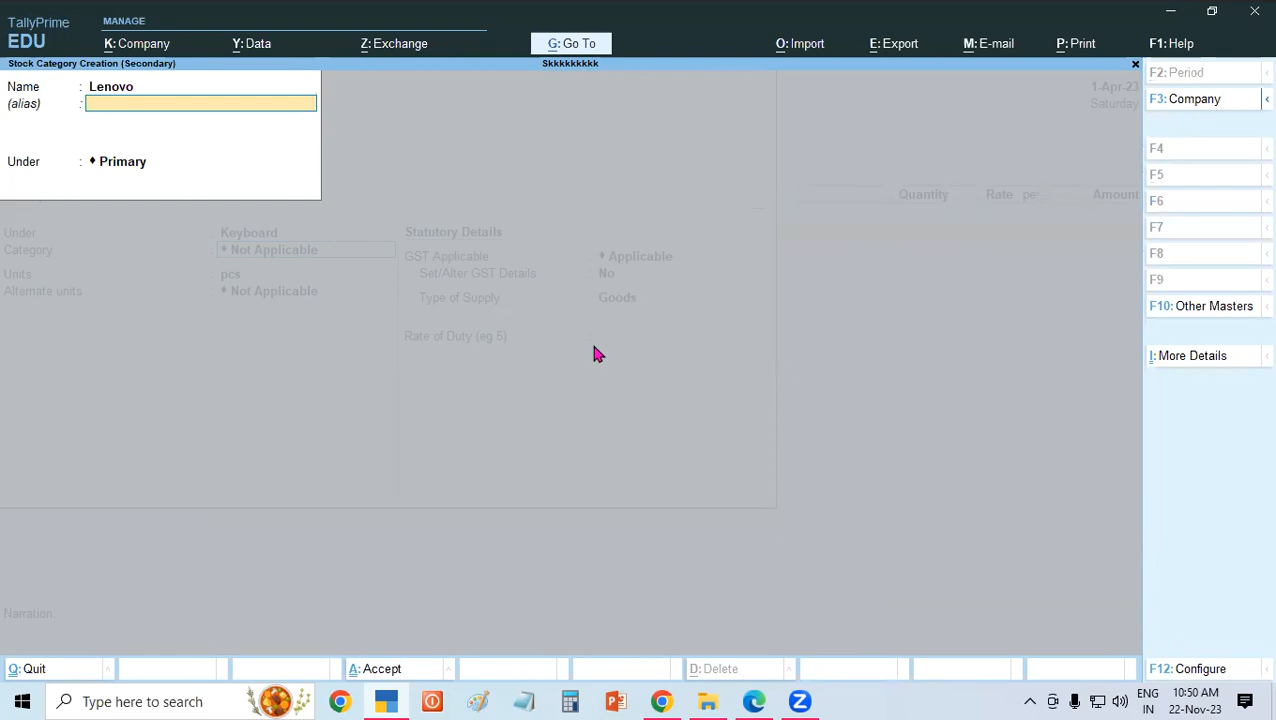 TallyPrime
EDU
MANAGE
K: Company
Y: Data
Z: Exchange
G: Go To
O: Import
E: Export
M: E-mail
P: Print
F1: Help
Stock Category Creation (Secondary)
Skkkkkkkkk
Name : Lenovo
(alias) :
Under : ♦ Primary
1-Apr-23
Saturday
Quantity Rate per Amount
Under : Keyboard
Category : ♦ Not Applicable
Units : pcs
Alternate units : ♦ Not Applicable
Statutory Details
GST Applicable : ♦ Applicable
Set/Alter GST Details : No
Type of Supply : Goods
Rate of Duty (eg 5) :
Narration:
F2: Period
F3: Company
F4
F5
F6
F7
F8
F9
F10: Other Masters
I: More Details
Q: Quit
A: Accept
D: Delete
F12: Configure
Type here to search
ENG
IN
10:50 AM
22-Nov-23